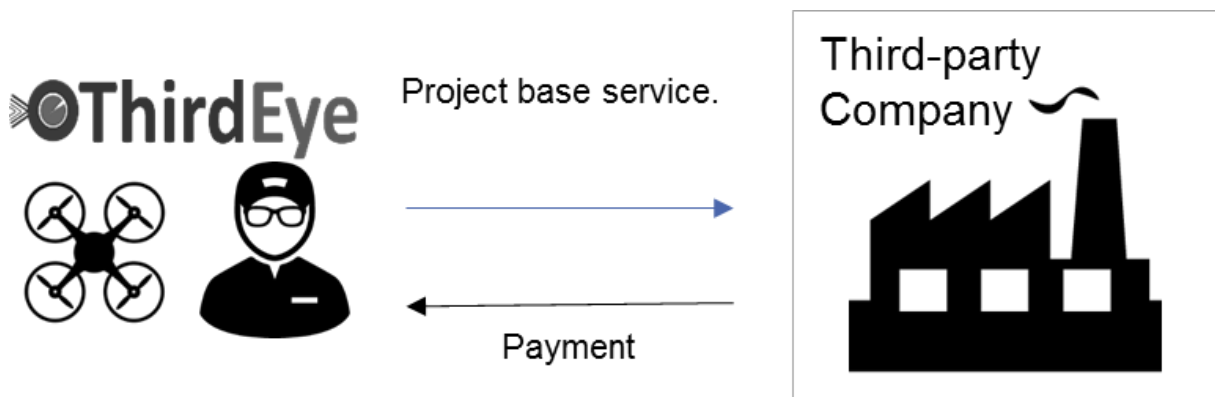 ThirdEye
Project base service.
Third-party
Company
Payment